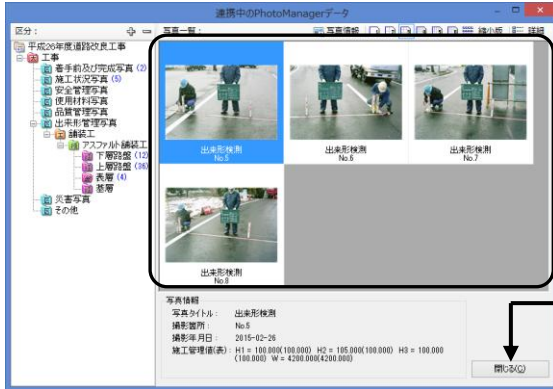 連携中のPhotoManagerデータ
区分：
写真一覧：
写真情報
縮小版
詳細
平成26年度道路改良工事
工事
着手前及び完成写真 (2)
施工状況写真 (5)
安全管理写真
使用材料写真
品質管理写真
出来形管理写真
舗装工
アスファルト舗装工
下層路盤 (12)
上層路盤 (36)
表層 (4)
基層
災害写真
その他
出来形検測
No.5
出来形検測
No.6
出来形検測
No.7
出来形検測
No.8
写真情報
写真タイトル： 出来形検測
撮影箇所： No.5
撮影年月日： 2015-02-26
施工管理値(表)： H1 = 100.000(100.000) H2 = 105.000(100.000) H3 = 100.000
(100.000) W = 4200.000(4200.000)
閉じる(C)